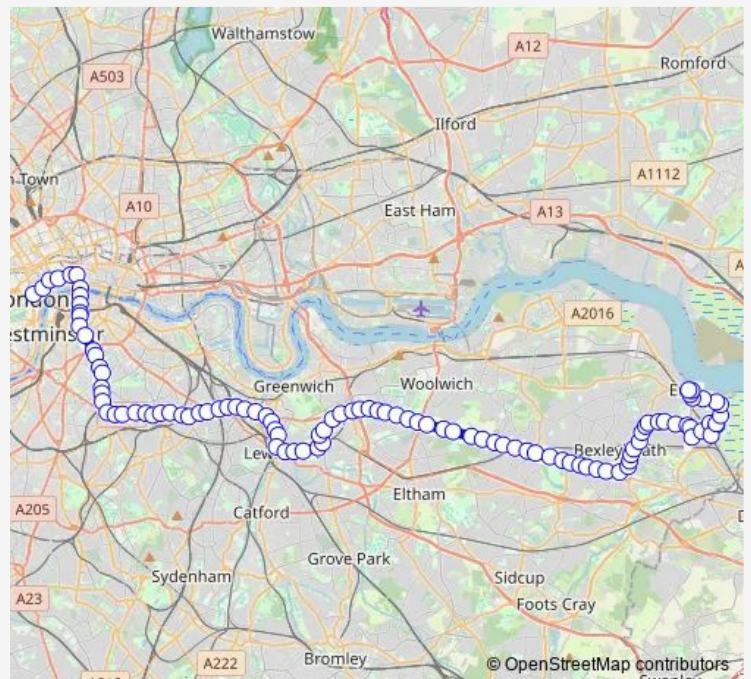 Walthamstow
A12
A503
Romford
Ilford
A1112
n Town
A10
East Ham
A13
A
ondon
A2016
estminster
Greenwich
Woolwich
E
Bexleyheath
Lew
Eltham
A205
Catford
D
Grove Park
Sydenham
Sidcup
A23
Foots Cray
A222
Bromley
© OpenStreetMap contributors